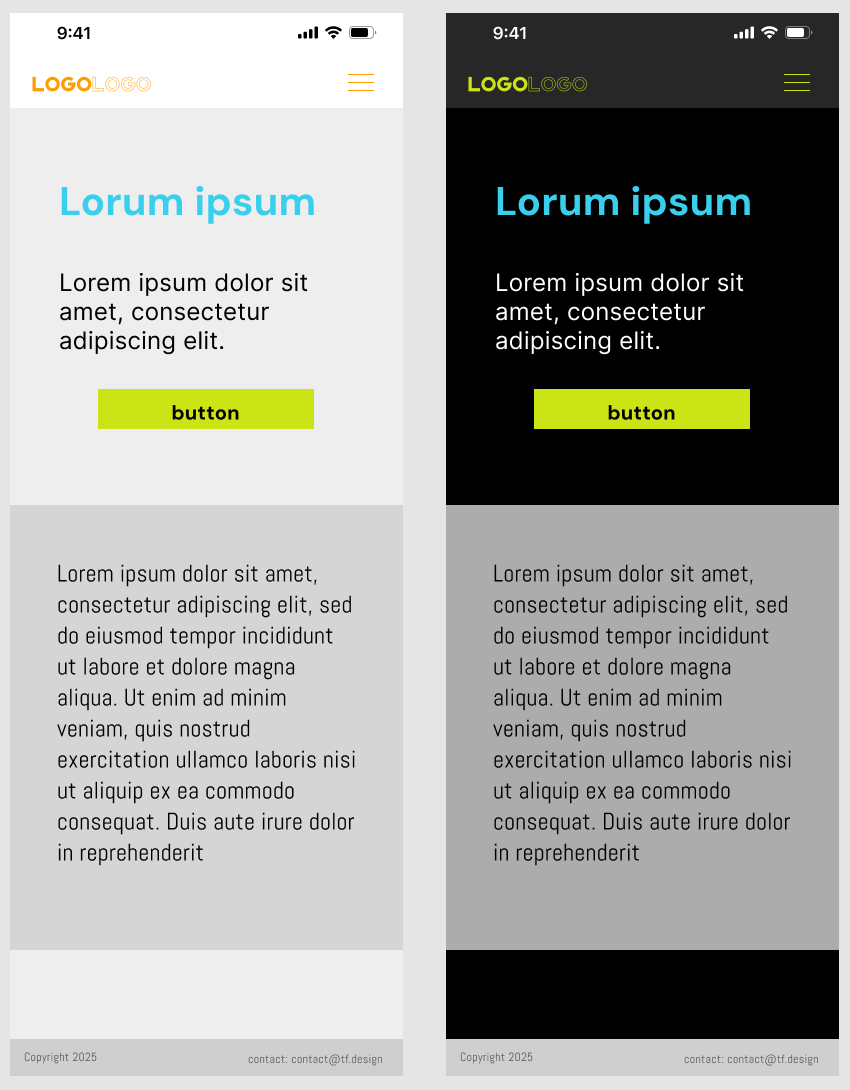 9:41
LOGOLOGO
Lorum ipsum
Lorem ipsum dolor sit
amet, consectetur
adipiscing elit.
button
Lorem ipsum dolor sit amet,
consectetur adipiscing elit, sed
do eiusmod tempor incididunt
ut labore et dolore magna
aliqua. Ut enim ad minim
veniam, quis nostrud
exercitation ullamco laboris nisi
ut aliquip ex ea commodo
consequat. Duis aute irure dolor
in reprehenderit
Copyright 2025
contact: contact@tf.design
9:41
LOGOLOGO
Lorum ipsum
Lorem ipsum dolor sit
amet, consectetur
adipiscing elit.
button
Lorem ipsum dolor sit amet,
consectetur adipiscing elit, sed
do eiusmod tempor incididunt
ut labore et dolore magna
aliqua. Ut enim ad minim
veniam, quis nostrud
exercitation ullamco laboris nisi
ut aliquip ex ea commodo
consequat. Duis aute irure dolor
in reprehenderit
Copyright 2025
contact: contact@tf.design